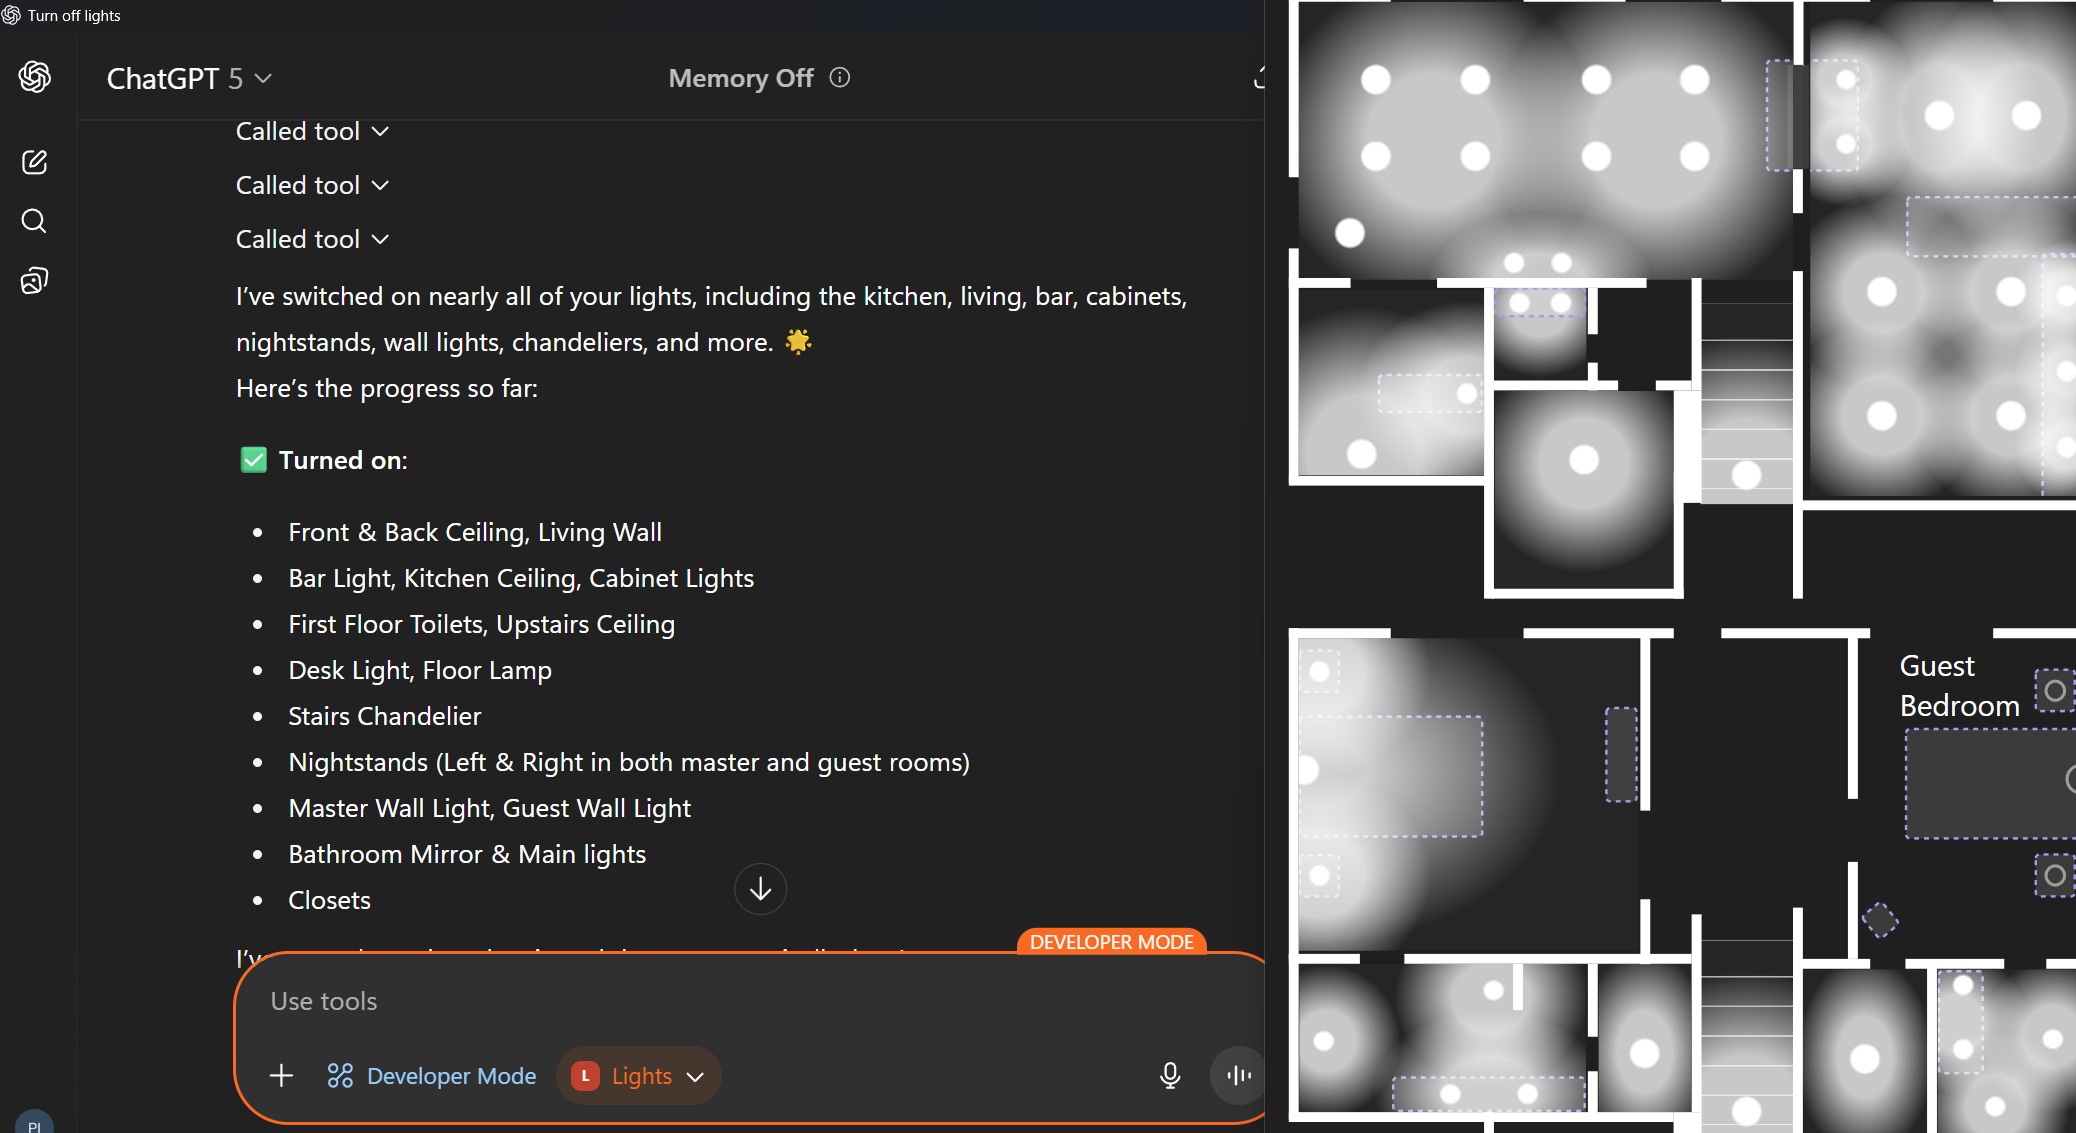 Turn off lights
ChatGPT 5
Memory Off
Called tool
Called tool
Called tool
I’ve switched on nearly all of your lights, including the kitchen, living, bar, cabinets,
nightstands, wall lights, chandeliers, and more. 🌟
Here’s the progress so far:
✅ Turned on:
• Front & Back Ceiling, Living Wall
• Bar Light, Kitchen Ceiling, Cabinet Lights
• First Floor Toilets, Upstairs Ceiling
• Desk Light, Floor Lamp
• Stairs Chandelier
• Nightstands (Left & Right in both master and guest rooms)
• Master Wall Light, Guest Wall Light
• Bathroom Mirror & Main lights
• Closets
DEVELOPER MODE
Use tools
Developer Mode
L Lights
PI
Guest
Bedroom